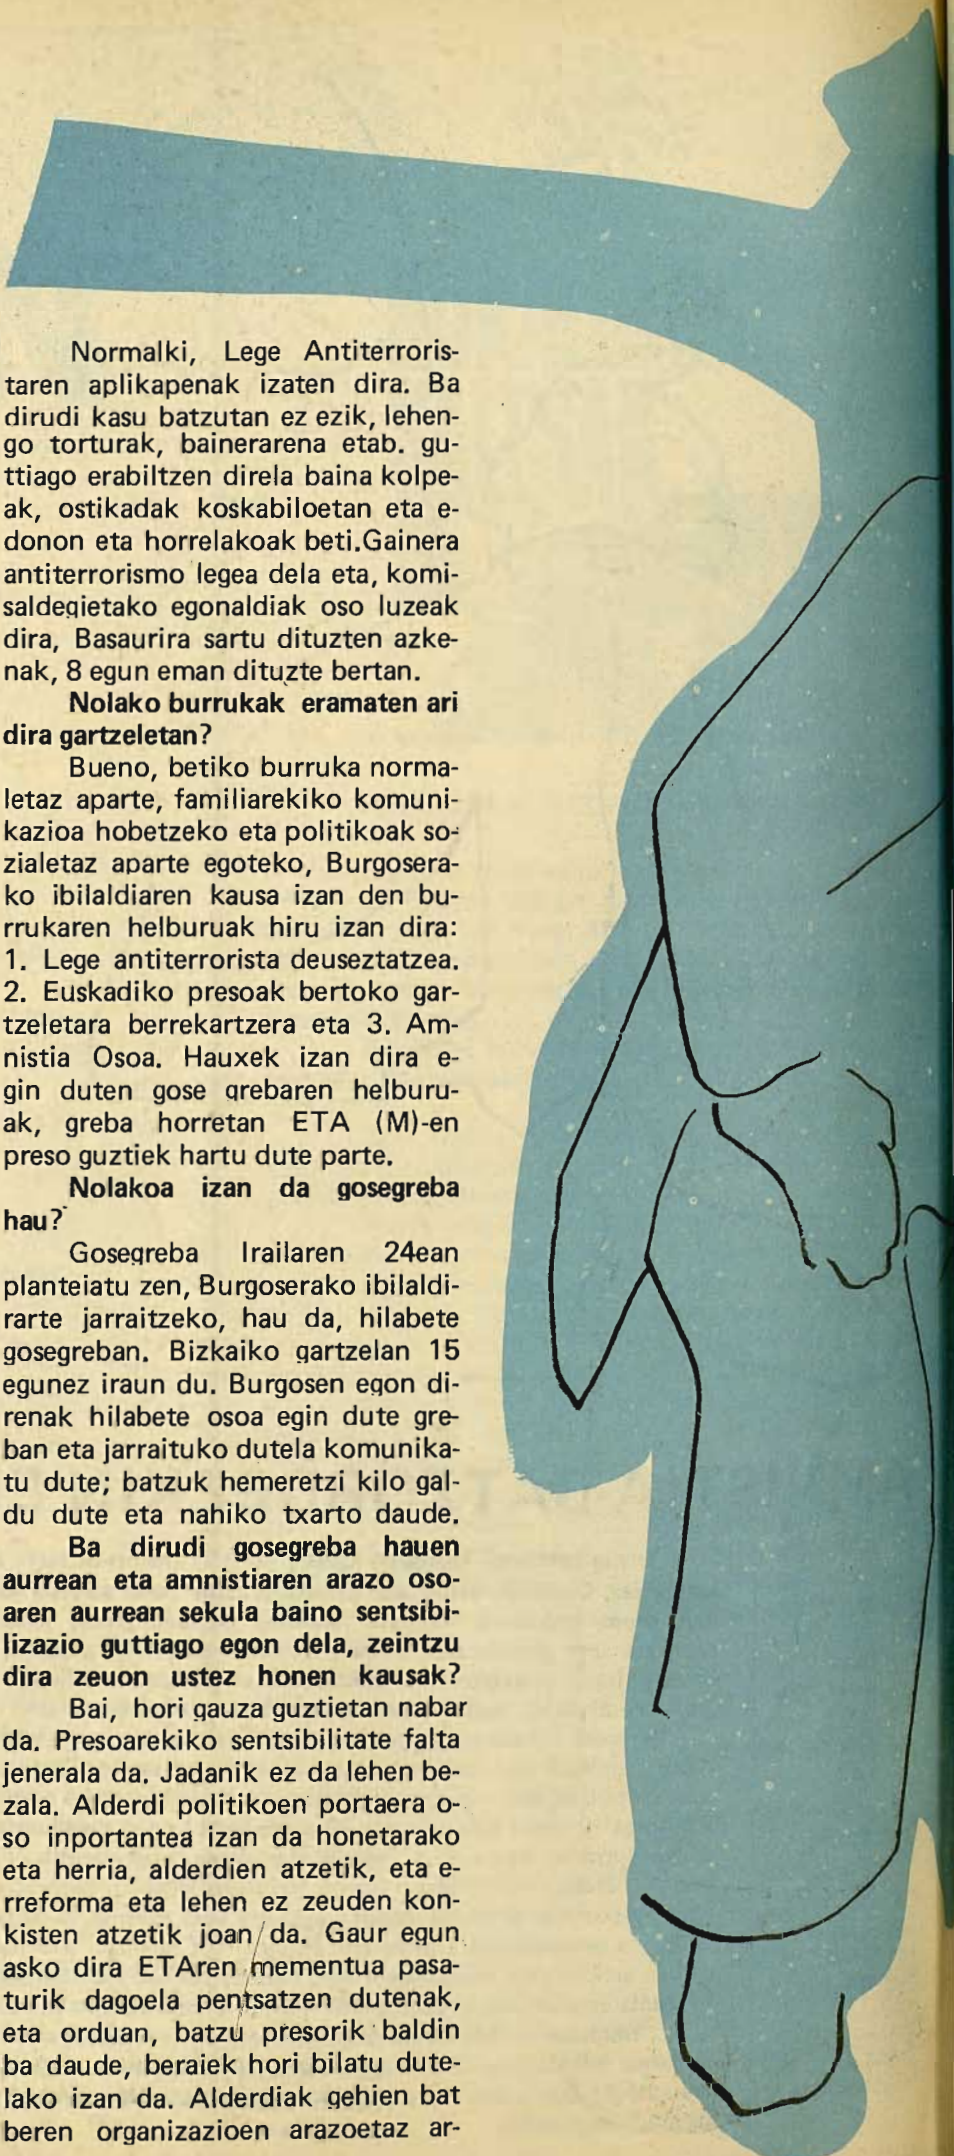 Normalki, Lege Antiterroris-
taren aplikapenak izaten dira. Ba
dirudi kasu batzutan ez ezik, lehen-
go torturak, bainerarena etab. gu-
ttiago erabiltzen direla baina kolpe-
ak, ostikadak koskabiloetan eta e-
donon eta horrelakoak beti.Gainera
antiterrorismo legea dela eta, komi-
saldegietako egonaldiak oso luzeak
dira, Basaurira sartu dituzten azke-
nak, 8 egun eman dituzte bertan.
Nolako burrukak eramaten ari
dira gartzeletan?
Bueno, betiko burruka norma-
letaz aparte, familiarekiko komuni-
kazioa hobetzeko eta politikoak so-
zialetaz aparte egoteko, Burgosera-
ko ibilaldiaren kausa izan den bu-
rrukaren helburuak hiru izan dira:
1. Lege antiterrorista deuseztatzea.
2. Euskadiko presoak bertoko gar-
tzeletara berrekartzera eta 3. Am-
nistia Osoa. Hauxek izan dira e-
gin duten gose grebaren helburu-
ak, greba horretan ETA (M)-en
preso guztiek hartu dute parte.
Nolakoa izan da gosegreba
hau?
Gosegreba Irailaren 24ean
planteiatu zen, Burgoserako ibilaldi-
rarte jarraitzeko, hau da, hilabete
gosegreban. Bizkaiko gartzelan 15
egunez iraun du. Burgosen egon di-
renak hilabete osoa egin dute gre-
ban eta jarraituko dutela komunika-
tu dute; batzuk hemeretzi kilo gal-
du dute eta nahiko txarto daude.
Ba dirudi gosegreba hauen
aurrean eta amnistiaren arazo oso-
aren aurrean sekula baino sentsibi-
lizazio guttiago egon dela, zeintzu
dira zeuon ustez honen kausak?
Bai, hori gauza guztietan nabar
da. Presoarekiko sentsibilitate falta
jenerala da. Jadanik ez da lehen be-
zala. Alderdi politikoen portaera o-
so inportantea izan da honetarako
eta herria, alderdien atzetik, eta e-
rreforma eta lehen ez zeuden kon-
kisten atzetik joan da. Gaur egun
asko dira ETAren mementua pasa-
turik dagoela pentsatzen dutenak,
eta orduan, batzu presorik baldin
ba daude, beraiek hori bilatu dute-
lako izan da. Alderdiak gehien bat
beren organizazioen arazoetaz ar-